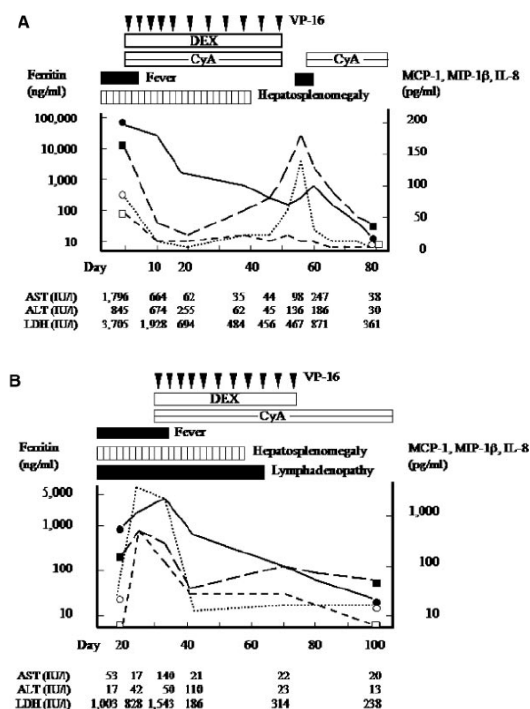 A
VP-16
DEX
CyA CyA
Ferritin
(ng/ml)
Fever
MCP-1, MIP-1β, IL-8
(pg/ml)
Hepatosplenomegaly
100,000 200
10,000 150
1,000 100
100 50
10 0
Day 10 20 40 60 80
AST (IU/l) 1,796 664 62 35 44 98 247 38
ALT (IU/l) 845 674 255 62 45 136 186 30
LDH (IU/l) 3,705 1,928 694 484 456 467 871 361
B
VP-16
DEX
CyA
Fever
Ferritin
(ng/ml)
Hepatosplenomegaly
MCP-1, MIP-1β, IL-8
(pg/ml)
Lymphadenopathy
5,000 1,000
1,000 100
100 10
10
Day 20 40 60 80 100
AST (IU/l) 53 17 140 21 22 20
ALT (IU/l) 17 42 50 110 23 13
LDH (IU/l) 1,003 828 1,543 186 314 238